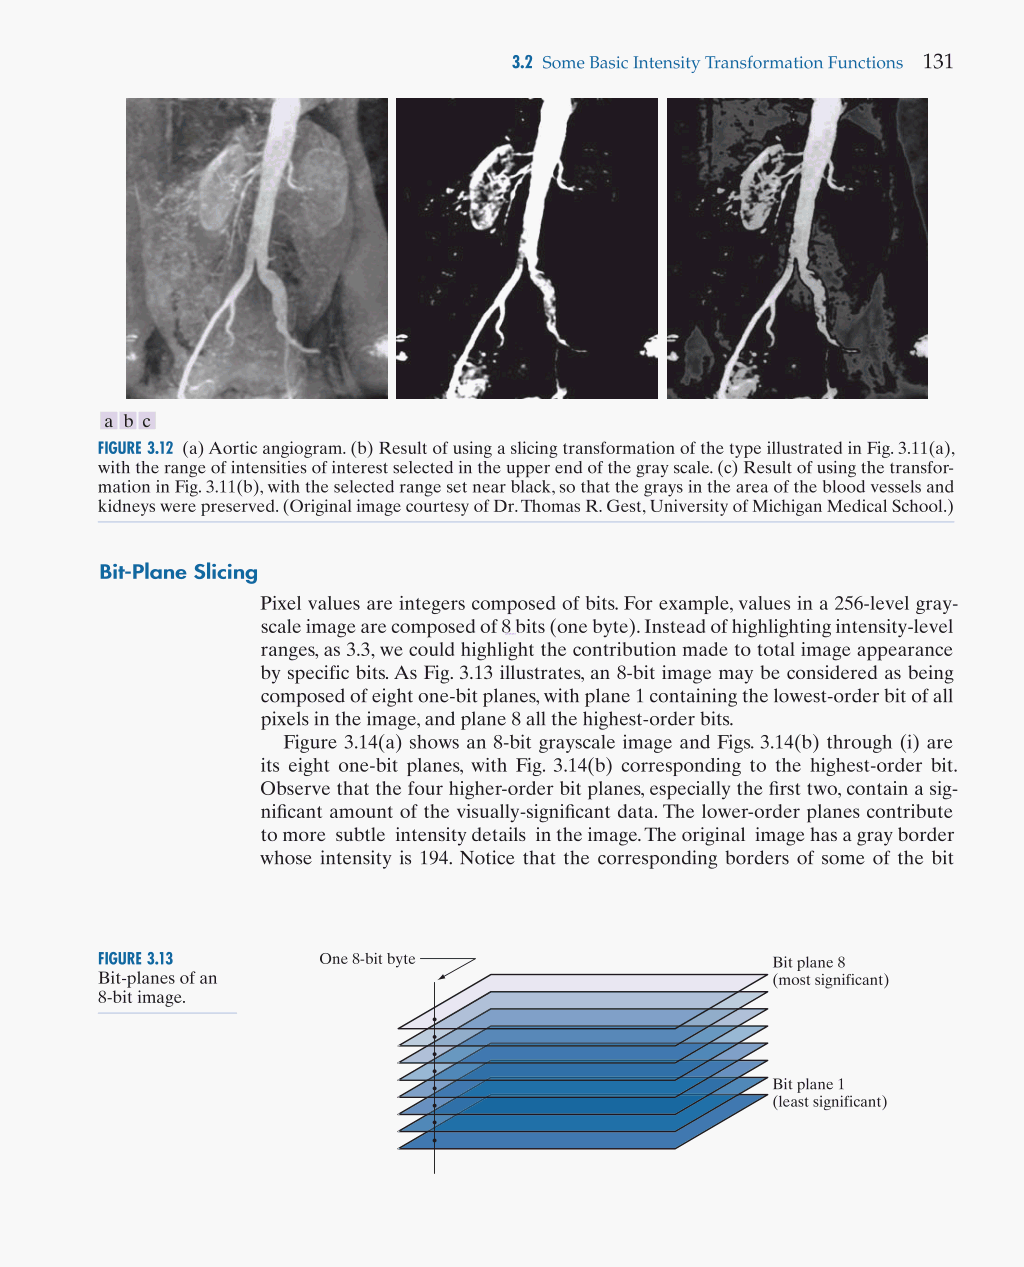 3.2 Some Basic Intensity Transformation Functions 131
a b c
FIGURE 3.12 (a) Aortic angiogram. (b) Result of using a slicing transformation of the type illustrated in Fig. 3.11(a),
with the range of intensities of interest selected in the upper end of the gray scale. (c) Result of using the transfor-
mation in Fig. 3.11(b), with the selected range set near black, so that the grays in the area of the blood vessels and
kidneys were preserved. (Original image courtesy of Dr. Thomas R. Gest, University of Michigan Medical School.)
Bit-Plane Slicing
Pixel values are integers composed of bits. For example, values in a 256-level gray-
scale image are composed of 8 bits (one byte). Instead of highlighting intensity-level
ranges, as 3.3, we could highlight the contribution made to total image appearance
by specific bits. As Fig. 3.13 illustrates, an 8-bit image may be considered as being
composed of eight one-bit planes, with plane 1 containing the lowest-order bit of all
pixels in the image, and plane 8 all the highest-order bits.
Figure 3.14(a) shows an 8-bit grayscale image and Figs. 3.14(b) through (i) are
its eight one-bit planes, with Fig. 3.14(b) corresponding to the highest-order bit.
Observe that the four higher-order bit planes, especially the first two, contain a sig-
nificant amount of the visually-significant data. The lower-order planes contribute
to more subtle intensity details in the image. The original image has a gray border
whose intensity is 194. Notice that the corresponding borders of some of the bit
FIGURE 3.13
Bit-planes of an
8-bit image.
One 8-bit byte
Bit plane 8
(most significant)
Bit plane 1
(least significant)